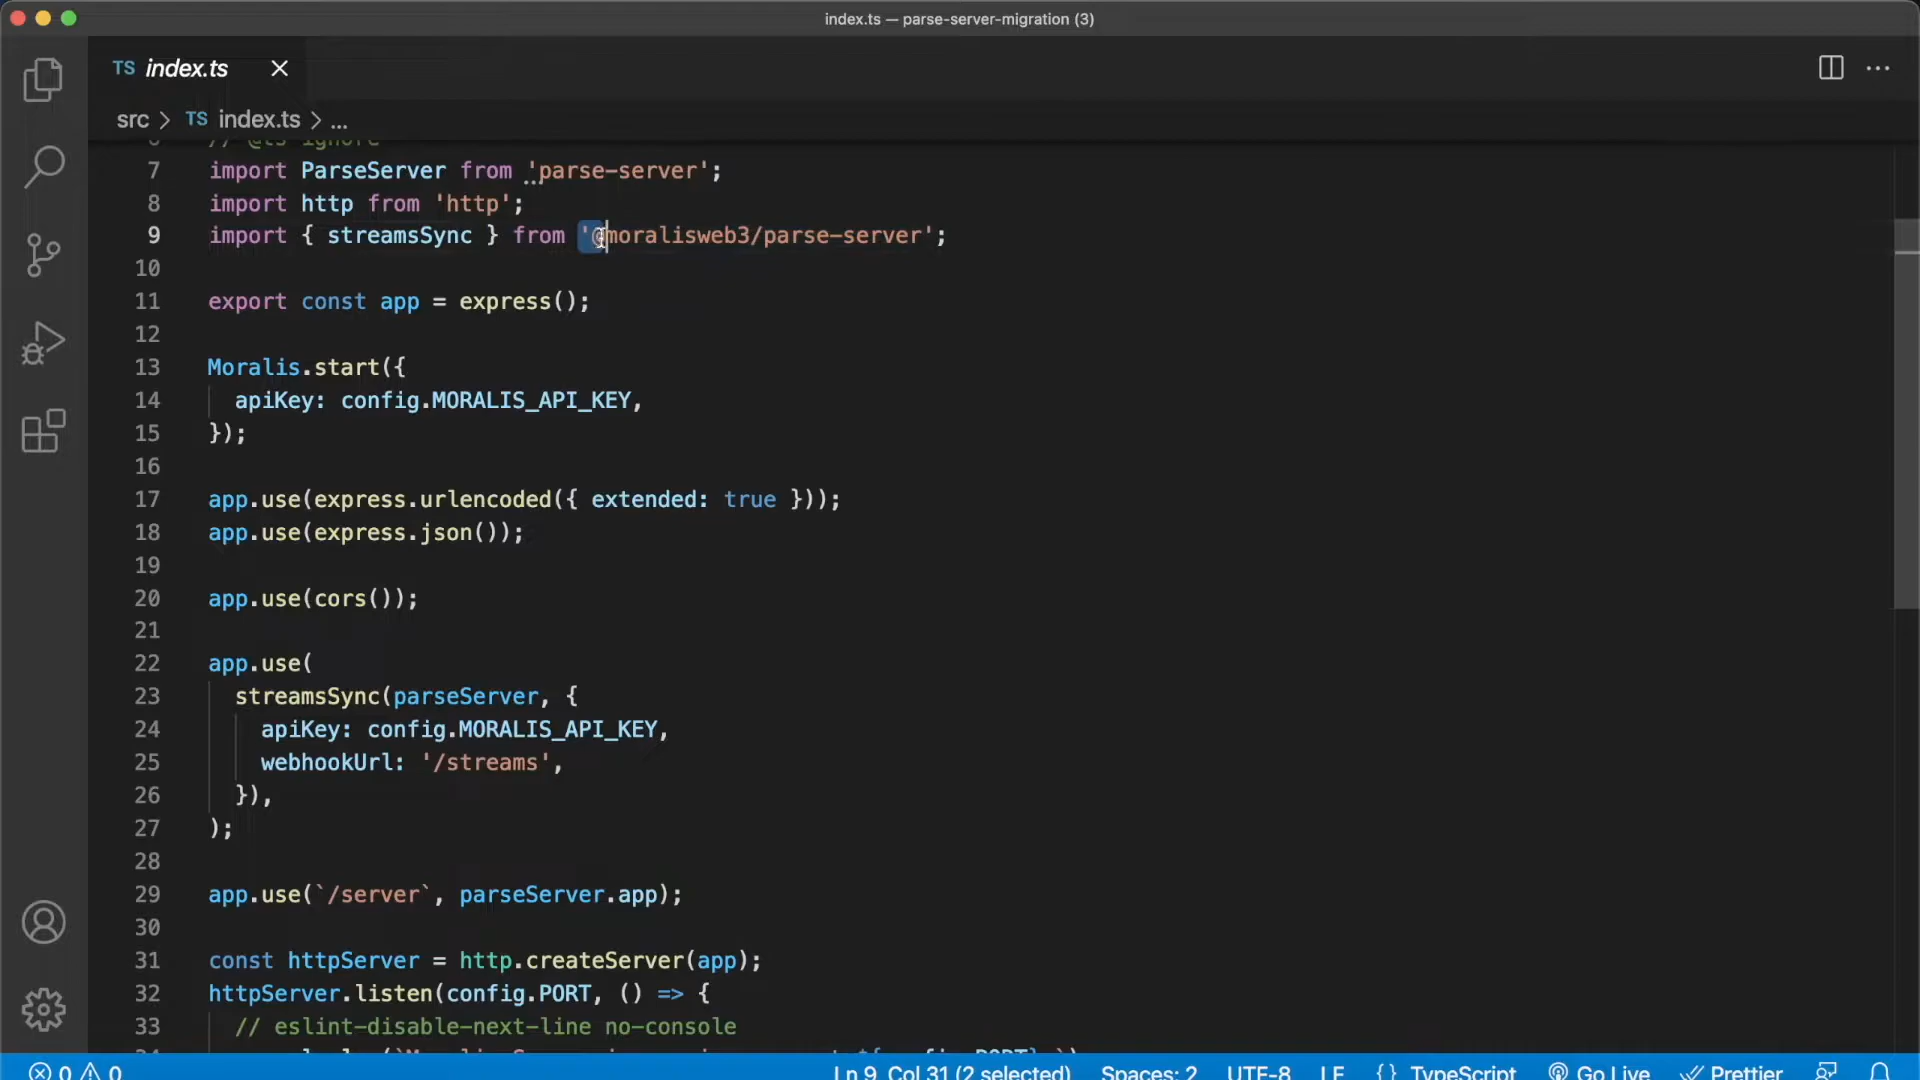 index.ts — parse-server-migration (3)
TS index.ts
src > TS index.ts > ...
// @ts-ignore
7 import ParseServer from 'parse-server';
8 import http from 'http';
9 import { streamsSync } from '@moralisweb3/parse-server';
10
11 export const app = express();
12
13 Moralis.start({
14 apiKey: config.MORALIS_API_KEY,
15 });
16
17 app.use(express.urlencoded({ extended: true }));
18 app.use(express.json());
19
20 app.use(cors());
21
22 app.use(
23 streamsSync(parseServer, {
24 apiKey: config.MORALIS_API_KEY,
25 webhookUrl: '/streams',
26 }),
27 );
28
29 app.use(`/server`, parseServer.app);
30
31 const httpServer = http.createServer(app);
32 httpServer.listen(config.PORT, () => {
33 // eslint-disable-next-line no-console
0 0 Ln 9, Col 31 (2 selected) Spaces: 2 UTF-8 LF {} TypeScript Go Live Prettier